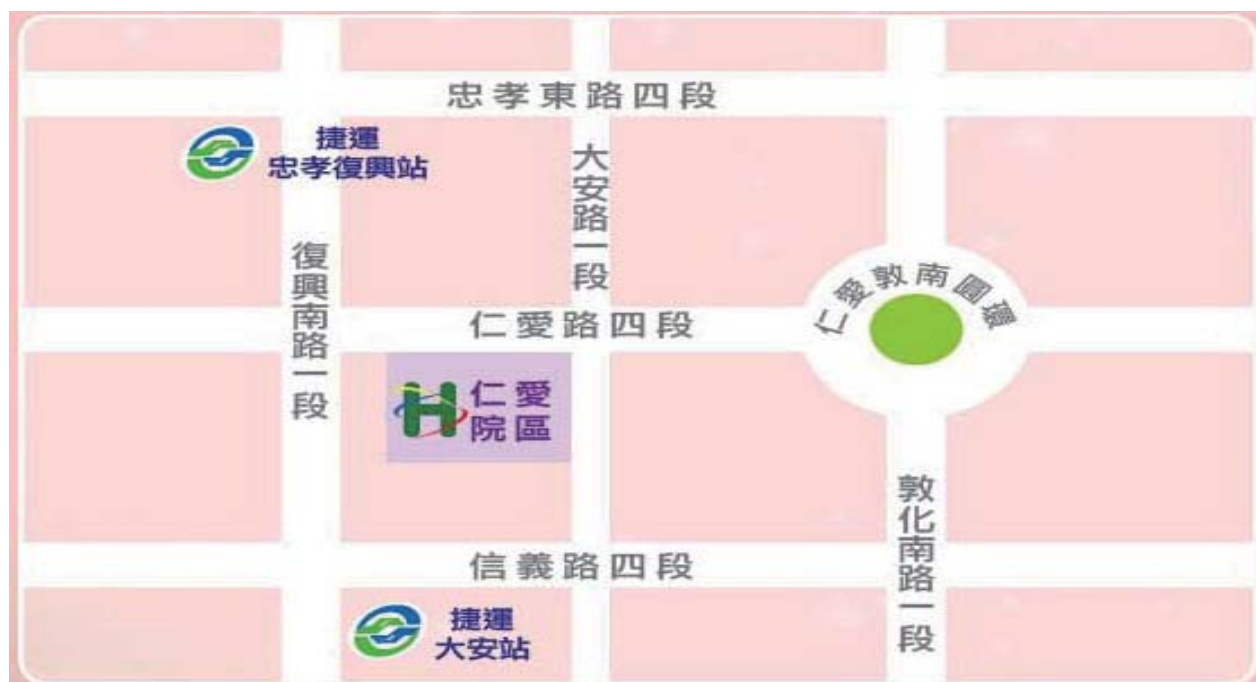 忠孝東路四段
捷運
忠孝復興站
大安路一段
復興南路一段
仁愛敦南圓環
仁愛路四段
仁愛
院區
敦化南路一段
信義路四段
捷運
大安站